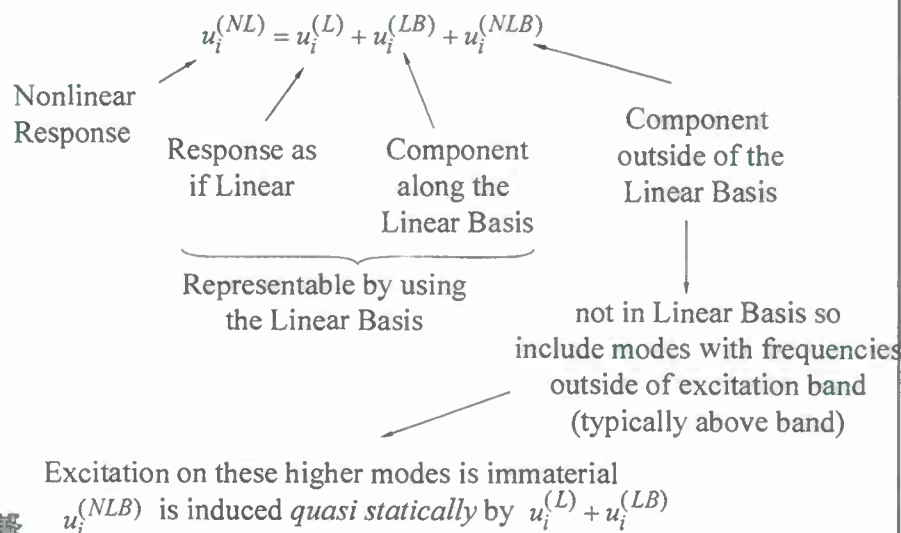 u_i^{(NL)} = u_i^{(L)} + u_i^{(LB)} + u_i^{(NLB)}
Nonlinear
Response
Response as
if Linear
Component
along the
Linear Basis
Component
outside of the
Linear Basis
Representable by using
the Linear Basis
not in Linear Basis so
include modes with frequencies
outside of excitation band
(typically above band)
Excitation on these higher modes is immaterial
u_i^{(NLB)} is induced quasi statically by u_i^{(L)} + u_i^{(LB)}